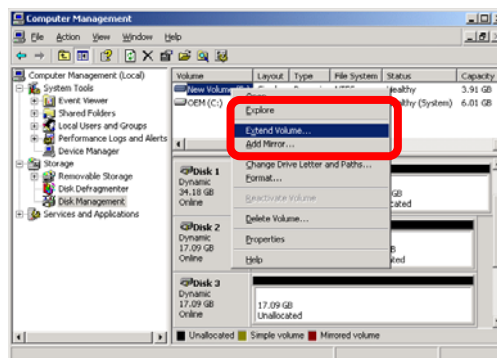 Computer Management
File Action View Window Help
Computer Management (Local)
System Tools
Event Viewer
Shared Folders
Local Users and Groups
Performance Logs and Alerts
Device Manager
Storage
Removable Storage
Disk Defragmenter
Disk Management
Services and Applications
Volume Layout Type File System Status Capacity
New Volume Healthy 3.91 GB
OEM (C:) (System) 6.01 GB
Explore
Extend Volume...
Add Mirror...
Change Drive Letter and Paths...
Format...
Reactivate Volume
Delete Volume...
Properties
Help
Disk 1
Dynamic
34.18 GB
Online
GB
Disk 2
Dynamic
17.09 GB
Online
Disk 3
Dynamic
17.09 GB
Online
17.09 GB
Unallocated
Unallocated Simple volume Mirrored volume